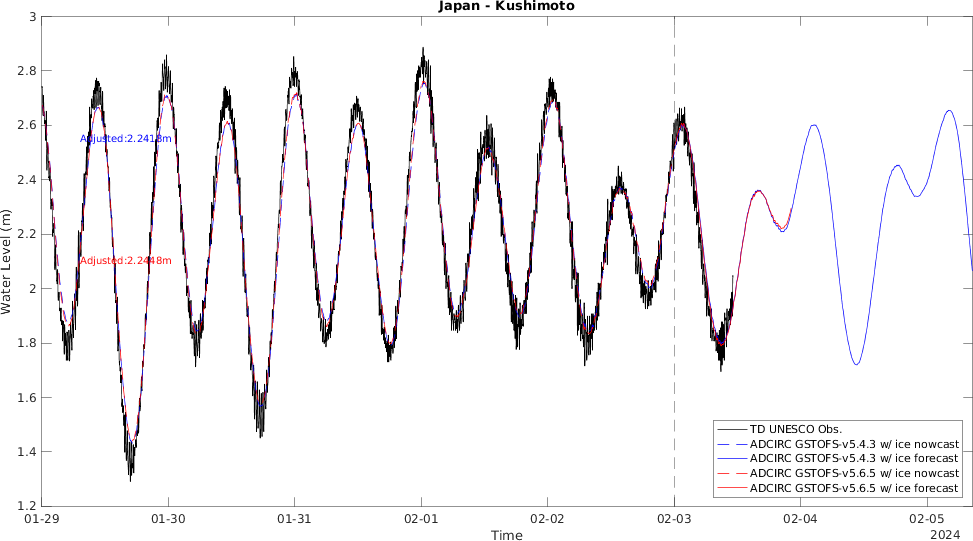 Japan - Kushimoto
3
2.8
2.6
2.4
2.2
2
1.8
1.6
1.4
1.2
Water Level (m)
Adjusted:2.2413m
Adjusted:2.2448m
TD UNESCO Obs.
ADCIRC GSTOFS-v5.4.3 w/ ice nowcast
ADCIRC GSTOFS-v5.4.3 w/ ice forecast
ADCIRC GSTOFS-v5.6.5 w/ ice nowcast
ADCIRC GSTOFS-v5.6.5 w/ ice forecast
01-29 01-30 01-31 02-01 02-02 02-03 02-04 02-05
Time
2024